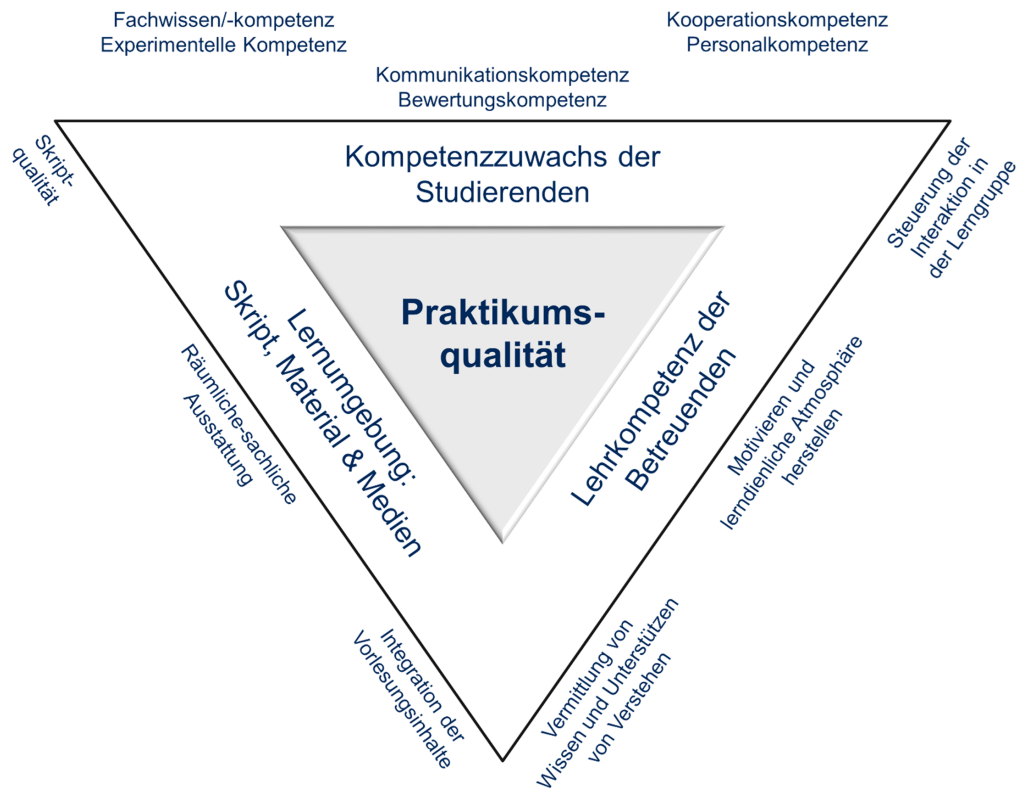 Fachwissen/-kompetenz
Experimentelle Kompetenz
Kooperationskompetenz
Personalkompetenz
Kommunikationskompetenz
Bewertungskompetenz
Skript-
qualität
Kompetenzzuwachs der
Studierenden
Steuerung der
Interaktion in
der Lerngruppe
Praktikums-
qualität
Lernumgebung:
Skript, Material & Medien
Lehrkompetenz der
Betreuenden
Räumliche-sachliche
Ausstattung
Motivieren und
lerndienliche Atmosphäre
herstellen
Integration der
Vorlesungsinhalte
Vermittlung von
Wissen und Unterstützen
von Verstehen